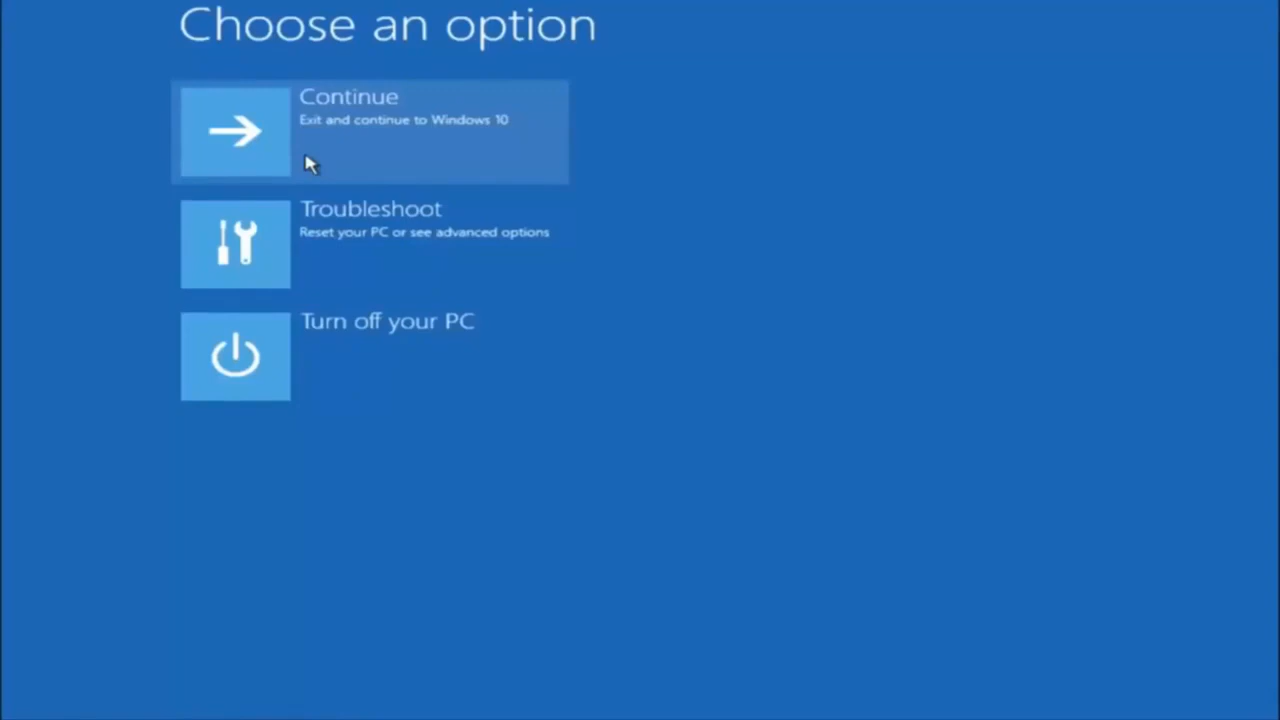 Choose an option
Continue
Exit and continue to Windows 10
Troubleshoot
Reset your PC or see advanced options
Turn off your PC